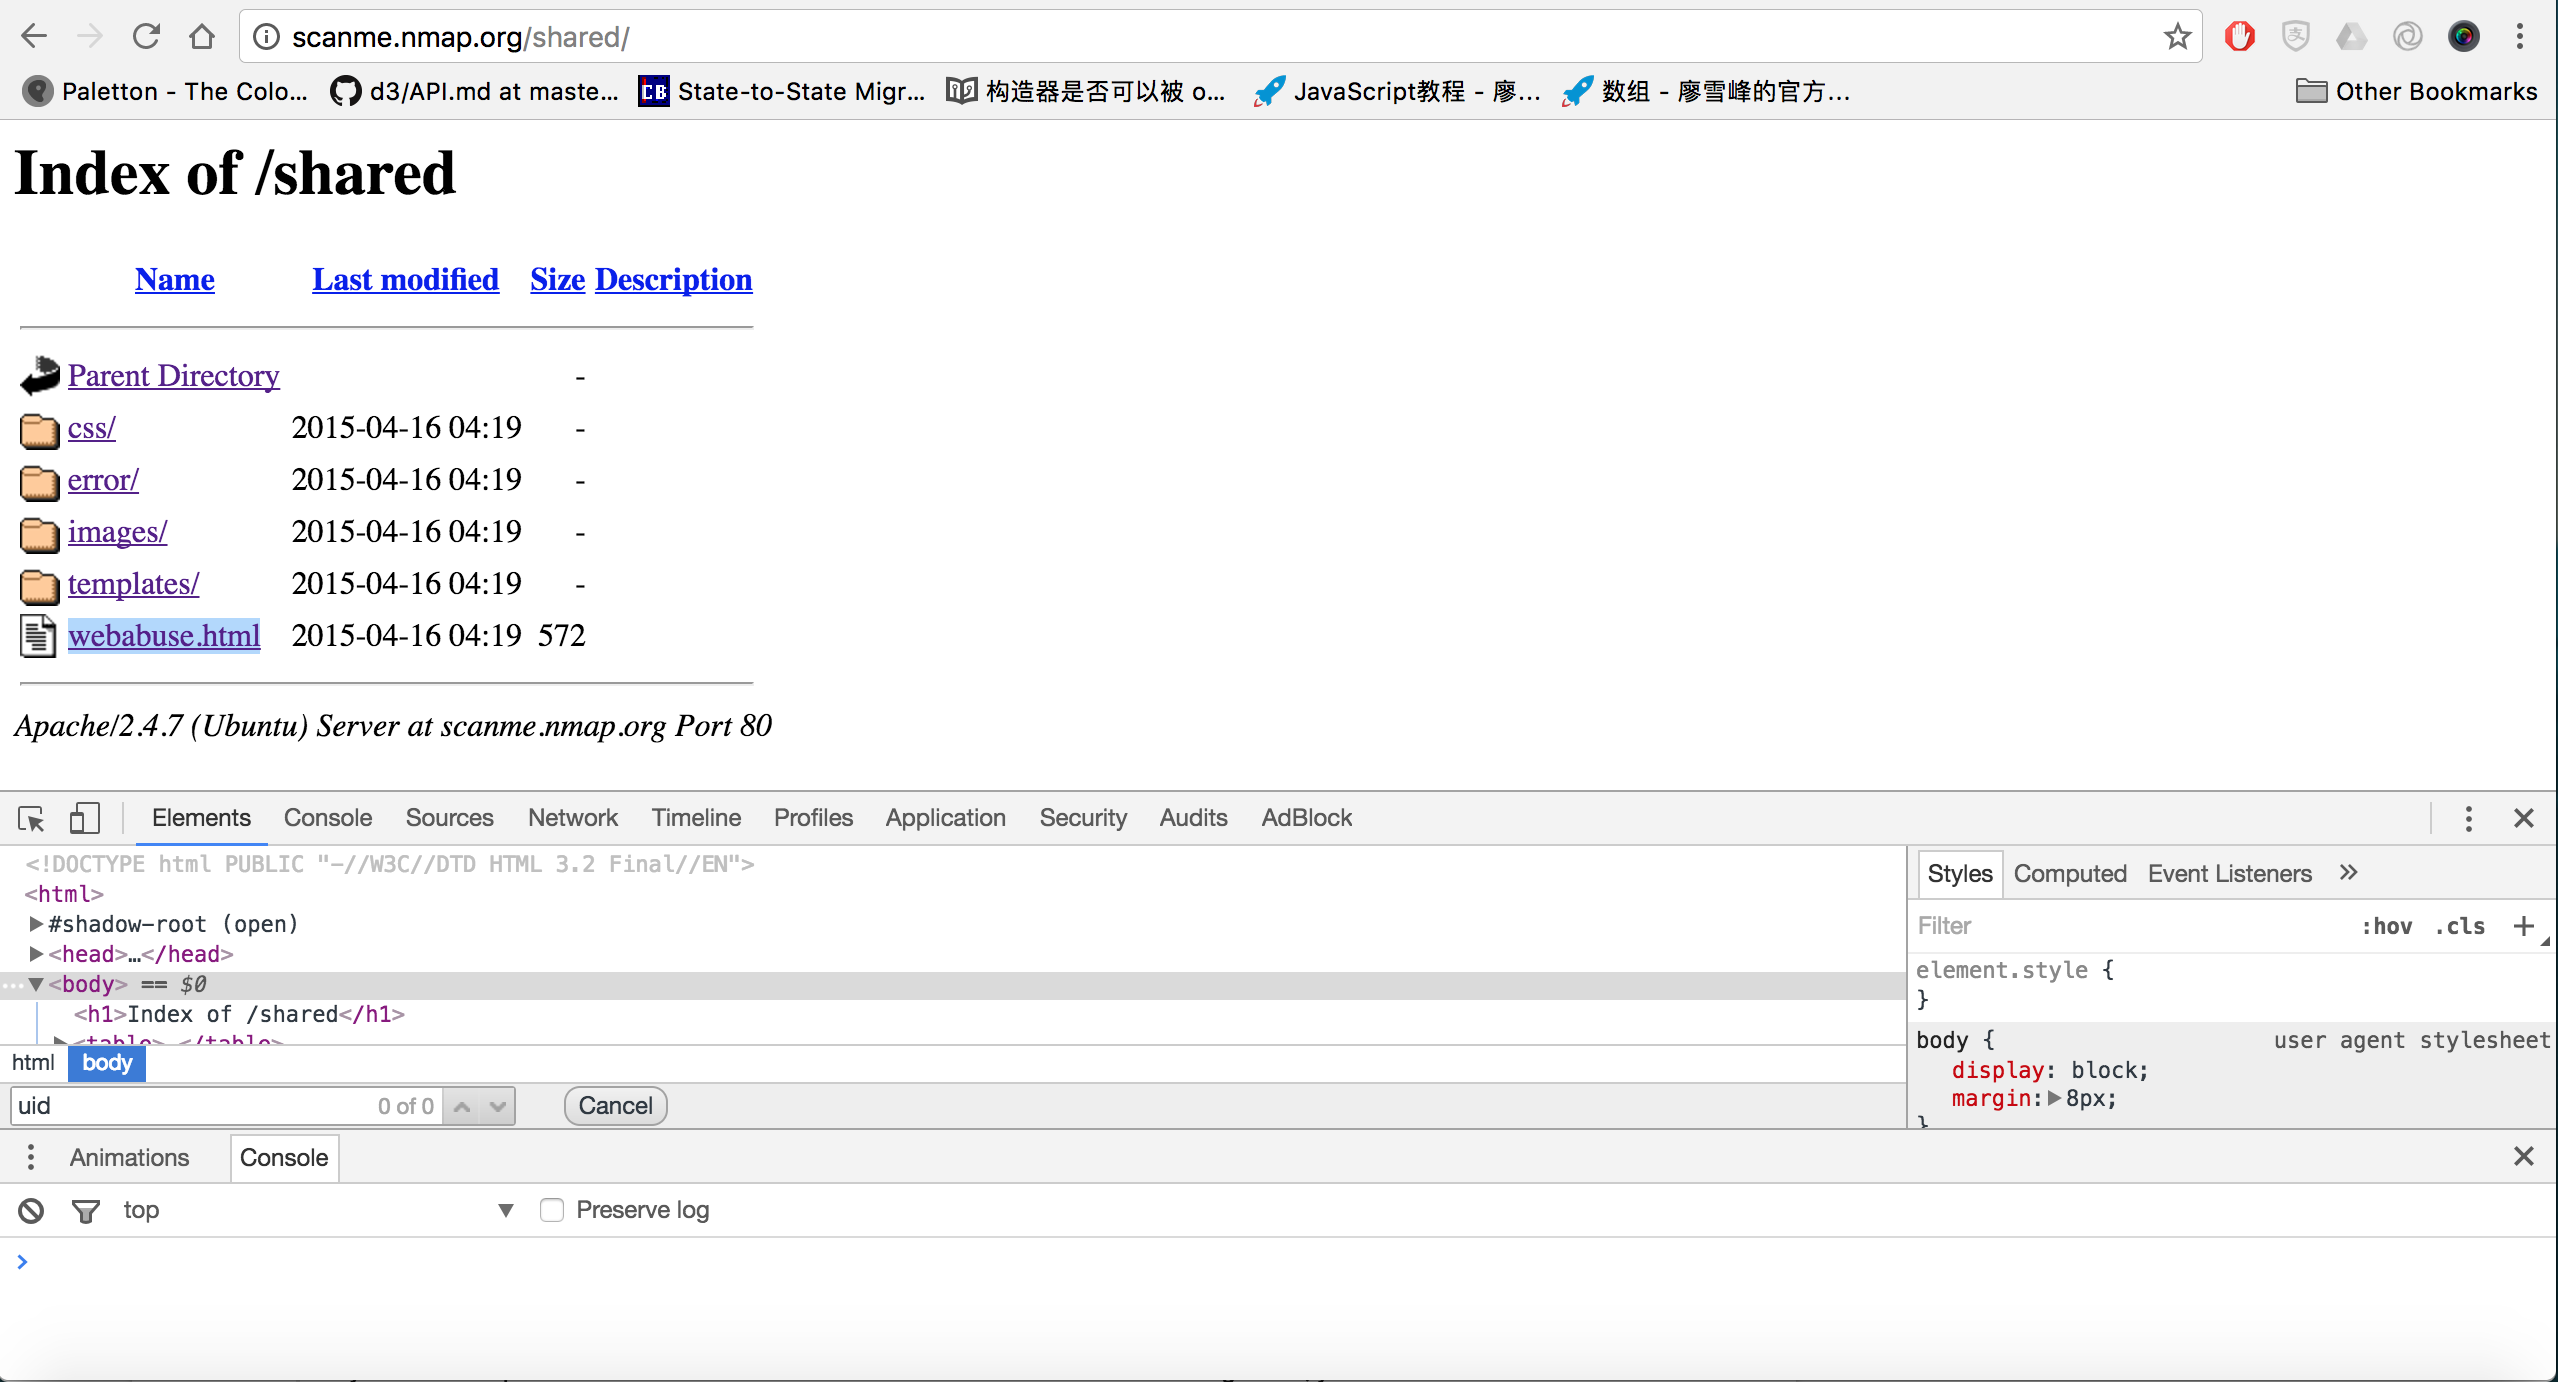 scanme.nmap.org/shared/
Paletton - The Colo... d3/API.md at maste... CB State-to-State Migr... 构造器是否可以被 o... JavaScript教程 - 廖... 数组 - 廖雪峰的官方... Other Bookmarks
Index of /shared
Name Last modified Size Description
Parent Directory -
css/ 2015-04-16 04:19 -
error/ 2015-04-16 04:19 -
images/ 2015-04-16 04:19 -
templates/ 2015-04-16 04:19 -
webabuse.html 2015-04-16 04:19 572
Apache/2.4.7 (Ubuntu) Server at scanme.nmap.org Port 80
Elements Console Sources Network Timeline Profiles Application Security Audits AdBlock
<!DOCTYPE html PUBLIC "-//W3C//DTD HTML 3.2 Final//EN">
<html>
#shadow-root (open)
<head>…</head>
<body> == $0
<h1>Index of /shared</h1>
<table>…</table>
html body
uid 0 of 0 Cancel
Styles Computed Event Listeners »
Filter :hov .cls +
element.style {
}
body { user agent stylesheet
display: block;
margin: 8px;
}
Animations Console
top Preserve log